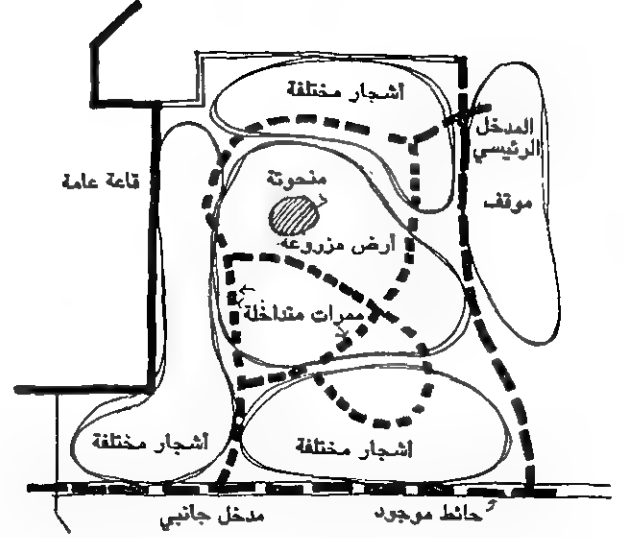 أشجار مختلفة
المدخل
الرئيسي
منحوتة
قاعة عامة
موقف
أرض مزروعه
ممرات متداخلة
أشجار مختلفة
أشجار مختلفة
مدخل جانبي
حائط موجود